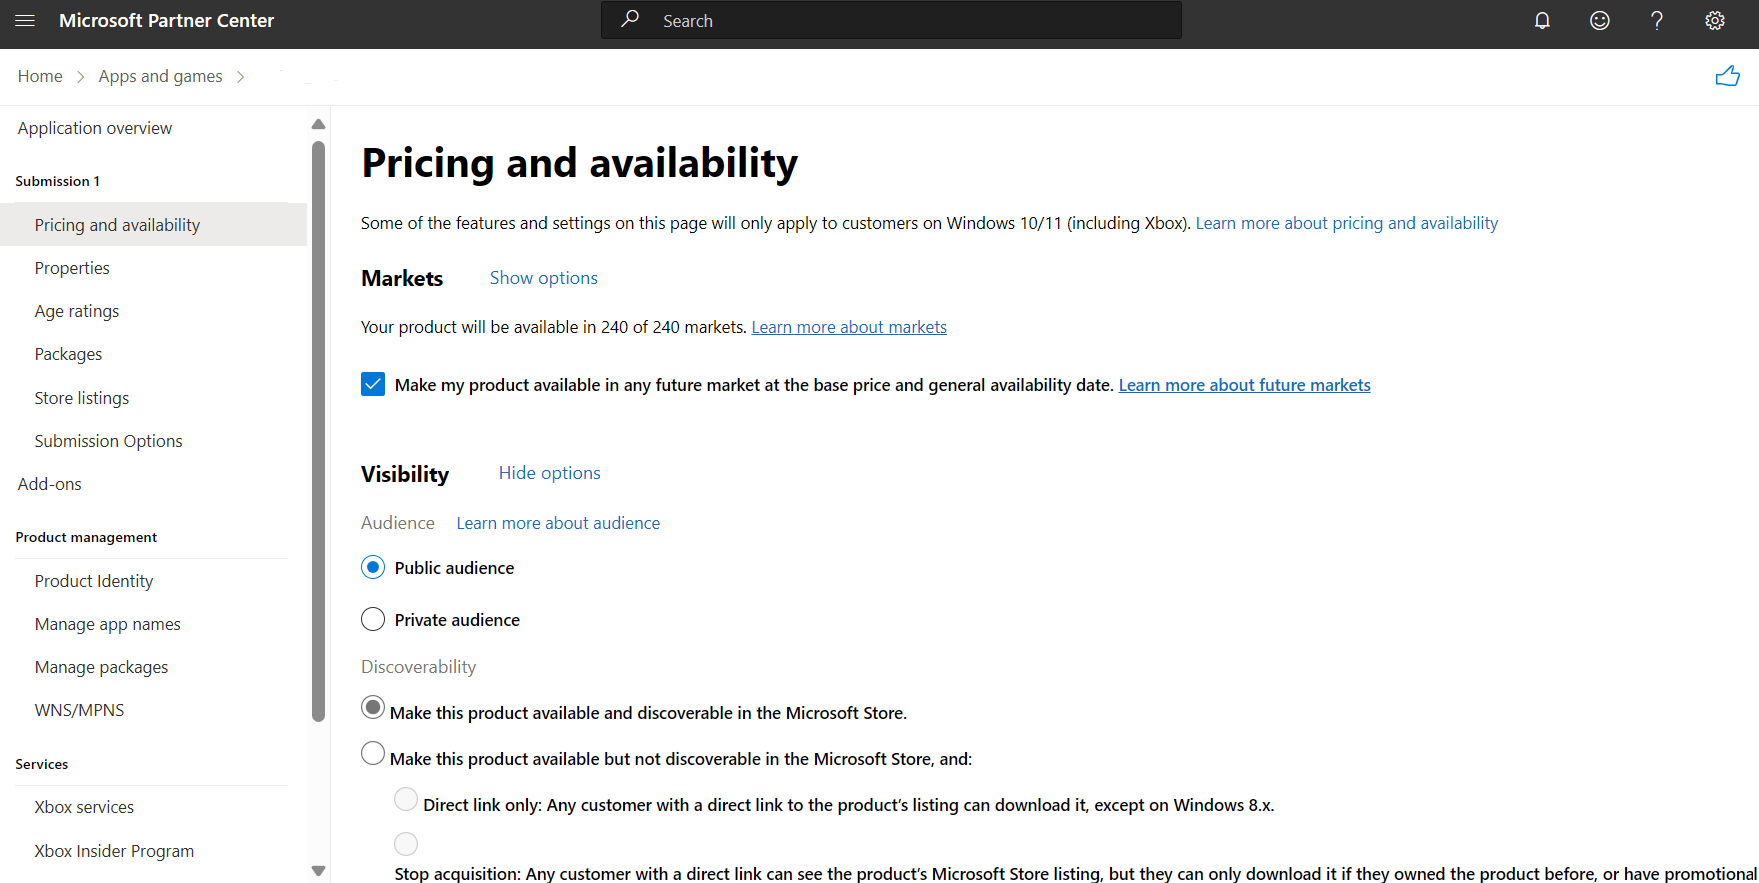 Microsoft Partner Center
Search
Home
Apps and games
Application overview
Submission 1
Pricing and availability
Properties
Age ratings
Packages
Store listings
Submission Options
Add-ons
Product management
Product Identity
Manage app names
Manage packages
WNS/MPNS
Services
Xbox services
Xbox Insider Program
Pricing and availability
Some of the features and settings on this page will only apply to customers on Windows 10/11 (including Xbox). Learn more about pricing and availability
Markets Show options
Your product will be available in 240 of 240 markets. Learn more about markets
Make my product available in any future market at the base price and general availability date. Learn more about future markets
Visibility Hide options
Audience Learn more about audience
Public audience
Private audience
Discoverability
Make this product available and discoverable in the Microsoft Store.
Make this product available but not discoverable in the Microsoft Store, and:
Direct link only: Any customer with a direct link to the product’s listing can download it, except on Windows 8.x.
Stop acquisition: Any customer with a direct link can see the product’s Microsoft Store listing, but they can only download it if they owned the product before, or have promotional